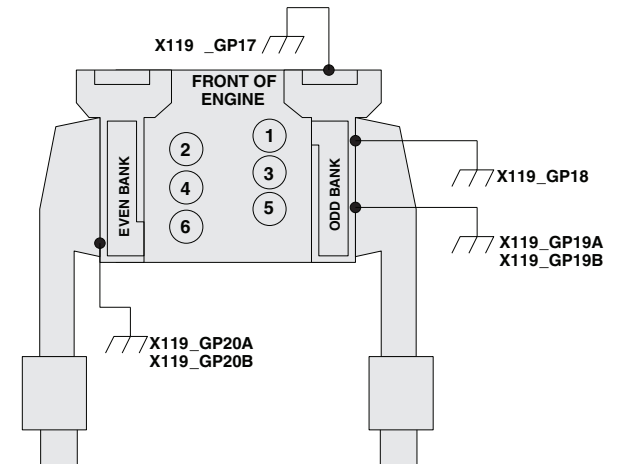 X119 _GP17
FRONT OF
ENGINE
1
2
3
4
5
6
EVEN BANK
ODD BANK
X119_GP18
X119_GP19A
X119_GP19B
X119_GP20A
X119_GP20B